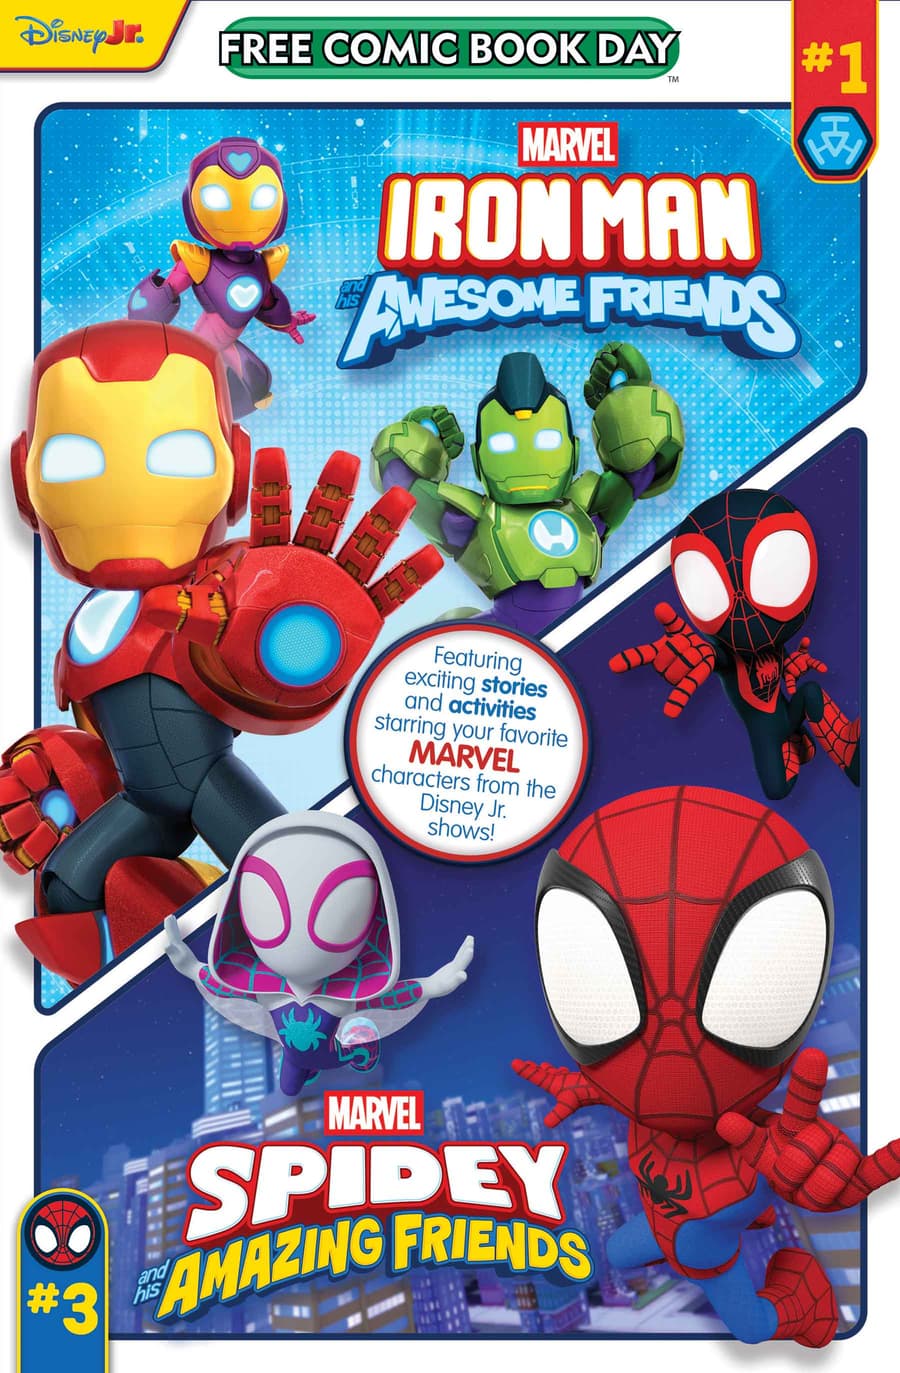 Disney Jr.
FREE COMIC BOOK DAY
TM
#1
MARVEL
IRON MAN
and his
AWESOME FRIENDS
Featuring
exciting stories
and activities
starring your favorite
MARVEL
characters from the
Disney Jr.
shows!
MARVEL
SPIDEY
and his
AMAZING FRIENDS
#3